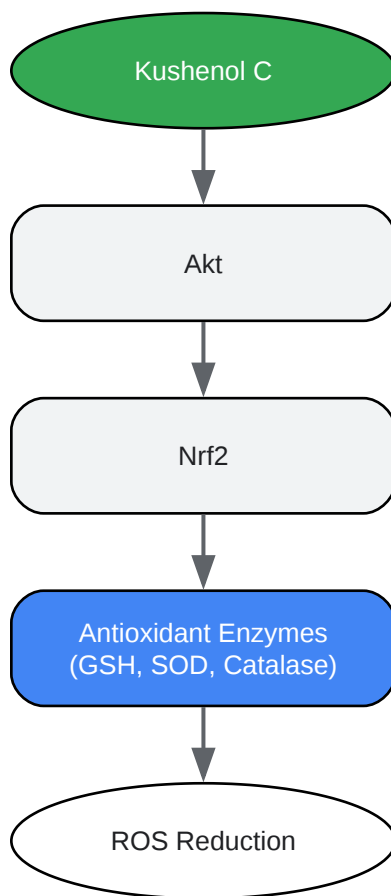 Kushenol C
Akt
Nrf2
Antioxidant Enzymes
(GSH, SOD, Catalase)
ROS Reduction